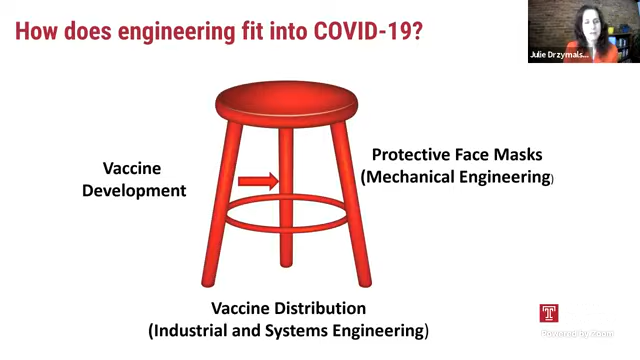 How does engineering fit into COVID-19?
Julie Drzymals...
Vaccine
Development
Protective Face Masks
(Mechanical Engineering)
Vaccine Distribution
(Industrial and Systems Engineering)
T
Powered by Zoom